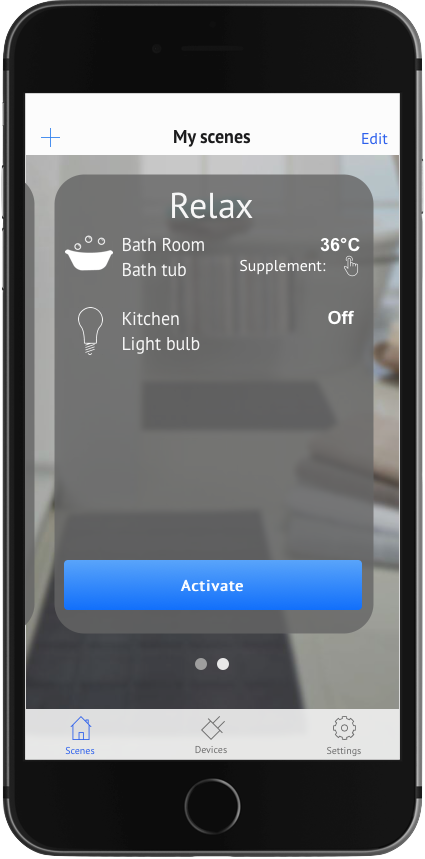 My scenes
Edit
Relax
Bath Room 36°C
Bath tub Supplement:
Kitchen Off
Light bulb
Activate
Scenes Devices Settings